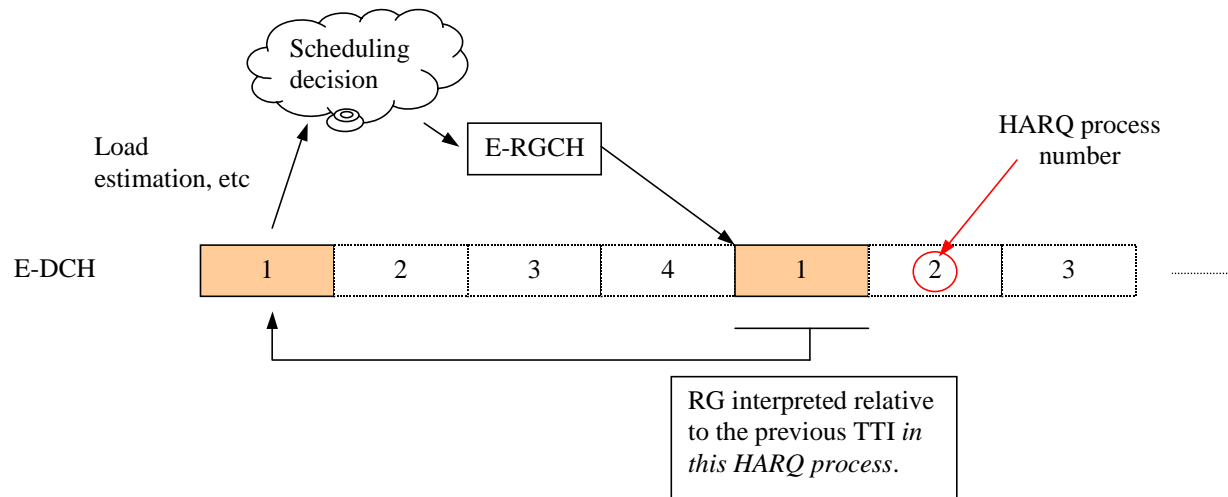 Scheduling
decision
E-RGCH
HARQ process
number
Load
estimation, etc
E-DCH
1
2
3
4
1
2
3
RG interpreted relative
to the previous TTI in
this HARQ process.